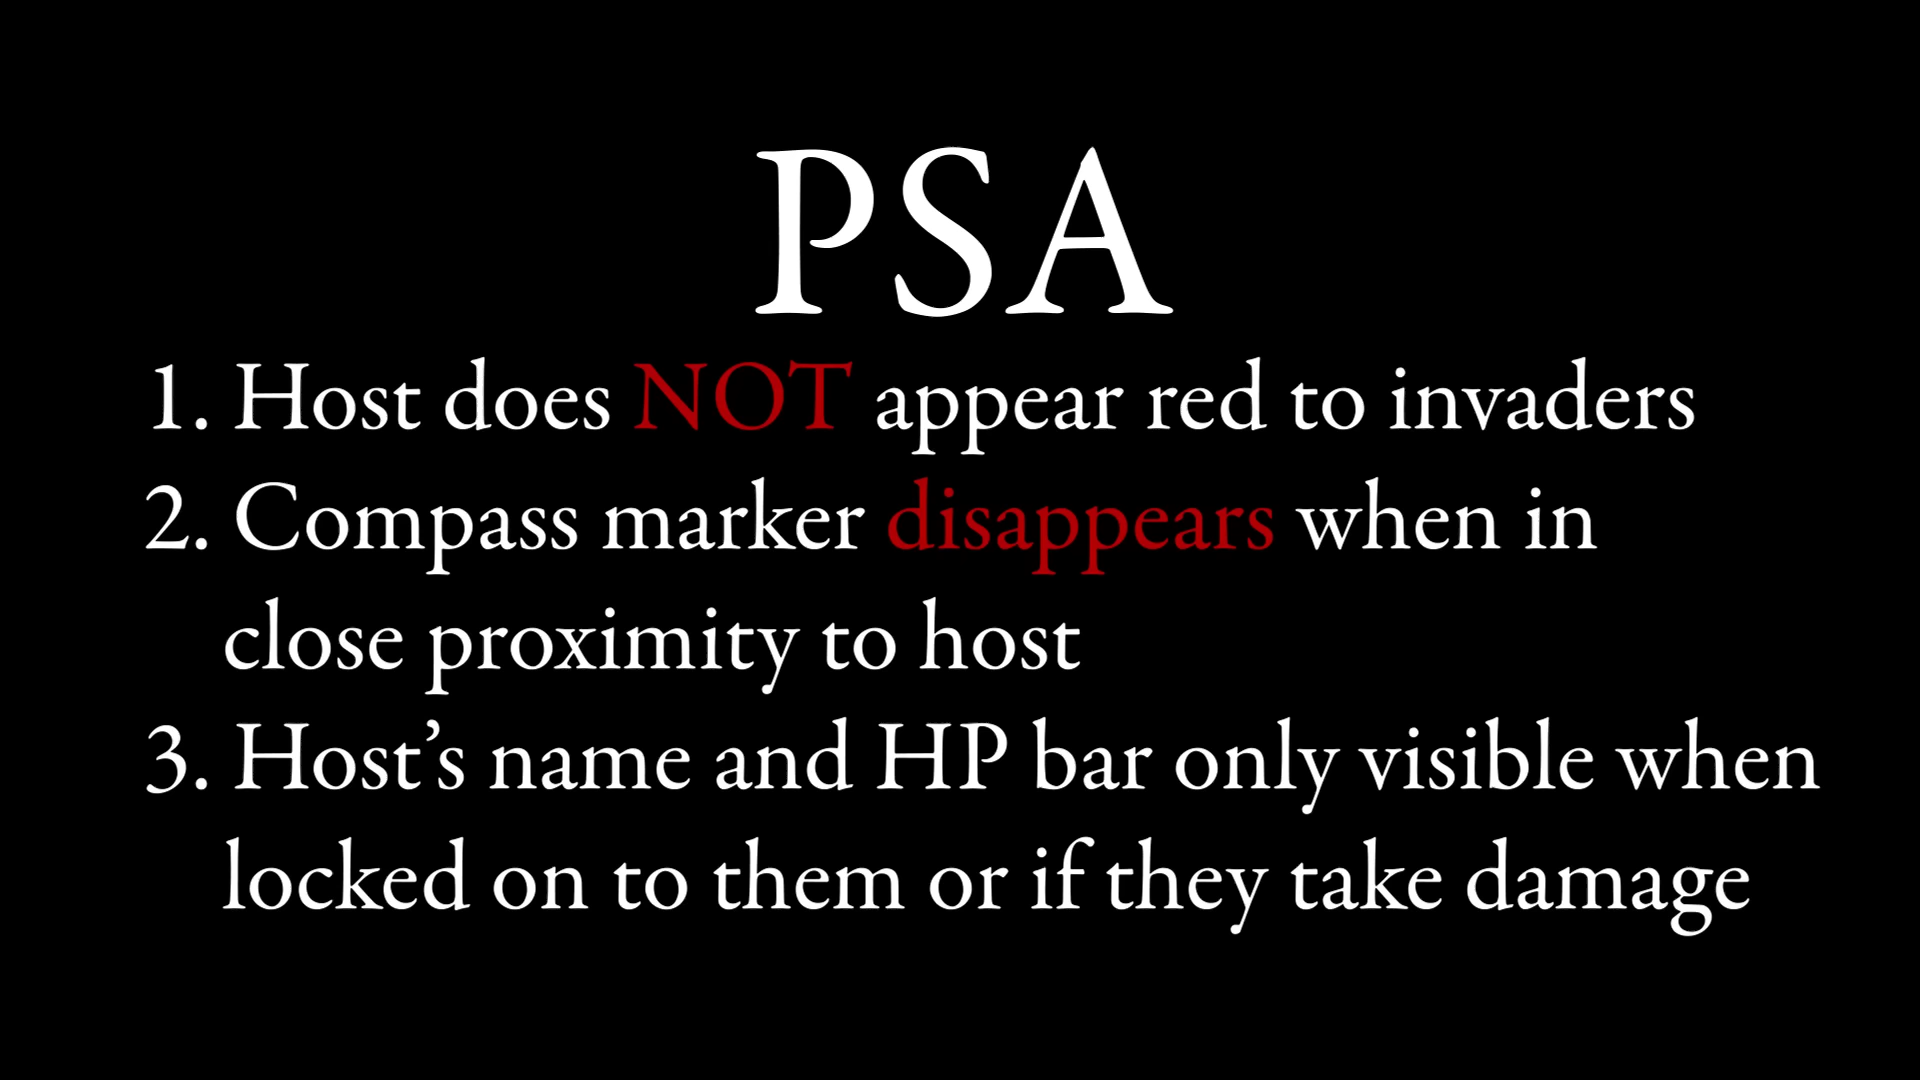 PSA
1. Host does NOT appear red to invaders
2. Compass marker disappears when in
close proximity to host
3. Host’s name and HP bar only visible when
locked on to them or if they take damage